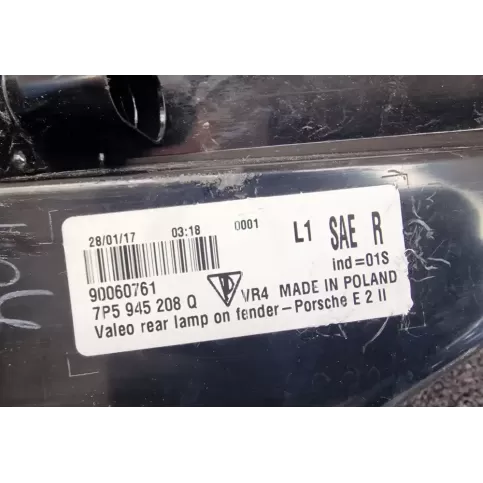 28/01/17 03:18 0001 L1 SAE R
ind=01S
90060761
7P5 945 208 Q VR4 MADE IN POLAND
Valeo rear lamp on fender-Porsche E 2 II